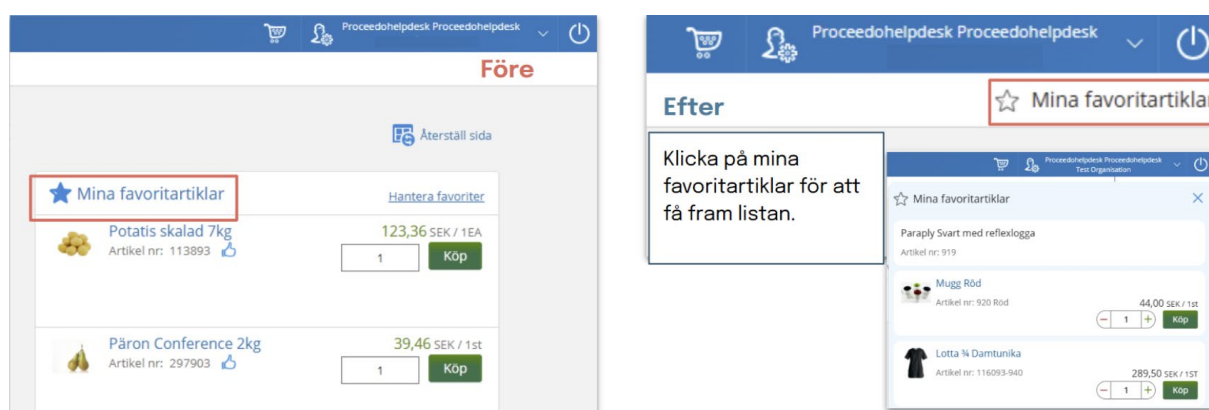 Proceedohelpdesk Proceedohelpdesk
Före
Återställ sida
Mina favoritartiklar
Hantera favoriter
Potatis skalad 7kg
123,36 SEK / 1EA
Artikel nr: 113893
1
Köp
Päron Conference 2kg
39,46 SEK / 1st
Artikel nr: 297903
1
Köp
Proceedohelpdesk Proceedohelpdesk
Efter
Mina favoritartiklar
Klicka på mina
favoritartiklar för att
få fram listan.
Proceedohelpdesk Proceedohelpdesk
Test Organisation
Mina favoritartiklar
Paraply Svart med reflexlogga
Artikel nr: 919
Mugg Röd
Artikel nr: 920 Röd
44,00 SEK / 1st
1
Köp
Lotta ¾ Damtunika
Artikel nr: 116093-940
289,50 SEK / 1ST
1
Köp